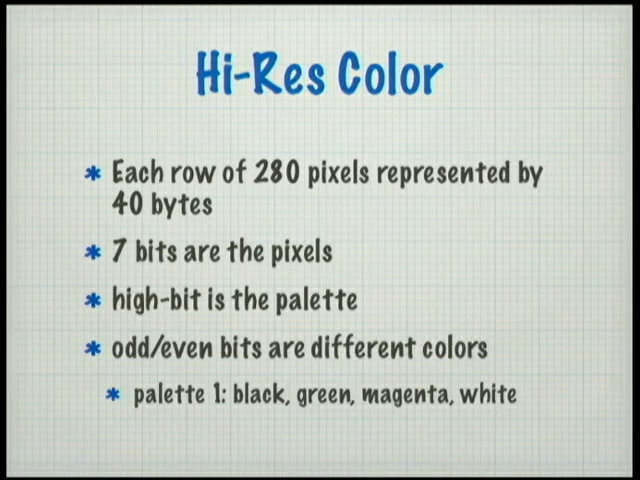 Hi-Res Color
* Each row of 280 pixels represented by
40 bytes
* 7 bits are the pixels
* high-bit is the palette
* odd/even bits are different colors
* palette 1: black, green, magenta, white